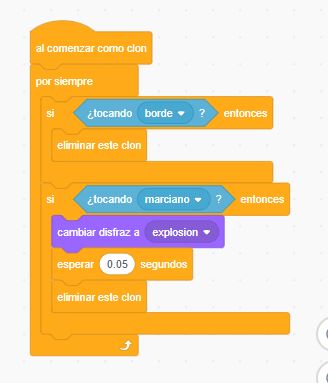 al comenzar como clon
por siempre
si ¿tocando borde ? entonces
eliminar este clon
si ¿tocando marciano ? entonces
cambiar disfraz a explosion
esperar 0.05 segundos
eliminar este clon